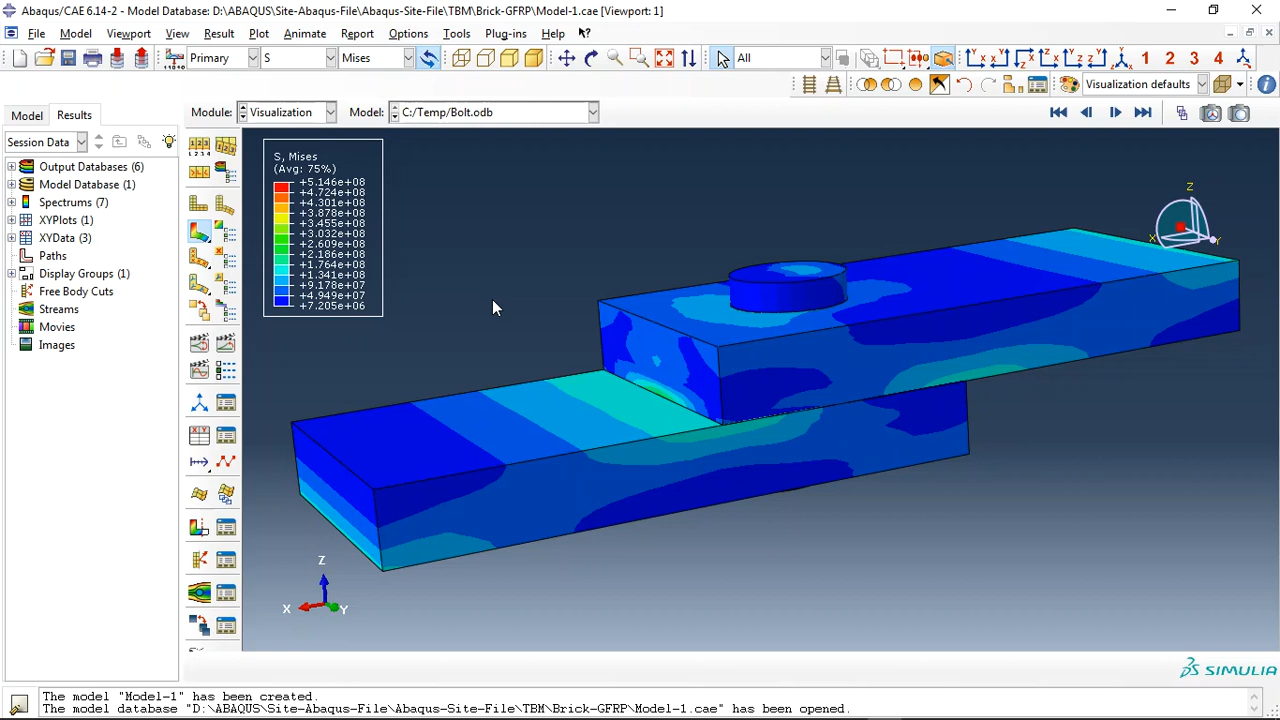 Abaqus/CAE 6.14-2 - Model Database: D:\ABAQUS\Site-Abaqus-File\Abaqus-Site-File\TBM\Brick-GFRP\Model-1.cae [Viewport: 1]
File Model Viewport View Result Plot Animate Report Options Tools Plug-ins Help
Primary S Mises All 1 2 3 4
Visualization defaults
Model Results Module: Visualization Model: C:/Temp/Bolt.odb
Session Data
Output Databases (6)
Model Database (1)
Spectrums (7)
XYPlots (1)
XYData (3)
Paths
Display Groups (1)
Free Body Cuts
Streams
Movies
Images
S, Mises
(Avg: 75%)
+5.146e+08
+4.724e+08
+4.301e+08
+3.878e+08
+3.455e+08
+3.032e+08
+2.609e+08
+2.186e+08
+1.764e+08
+1.341e+08
+9.178e+07
+4.949e+07
+7.205e+06
Z
X Y
Z
X Y
SIMULIA
The model "Model-1" has been created.
The model database "D:\ABAQUS\Site-Abaqus-File\Abaqus-Site-File\TBM\Brick-GFRP\Model-1.cae" has been opened.